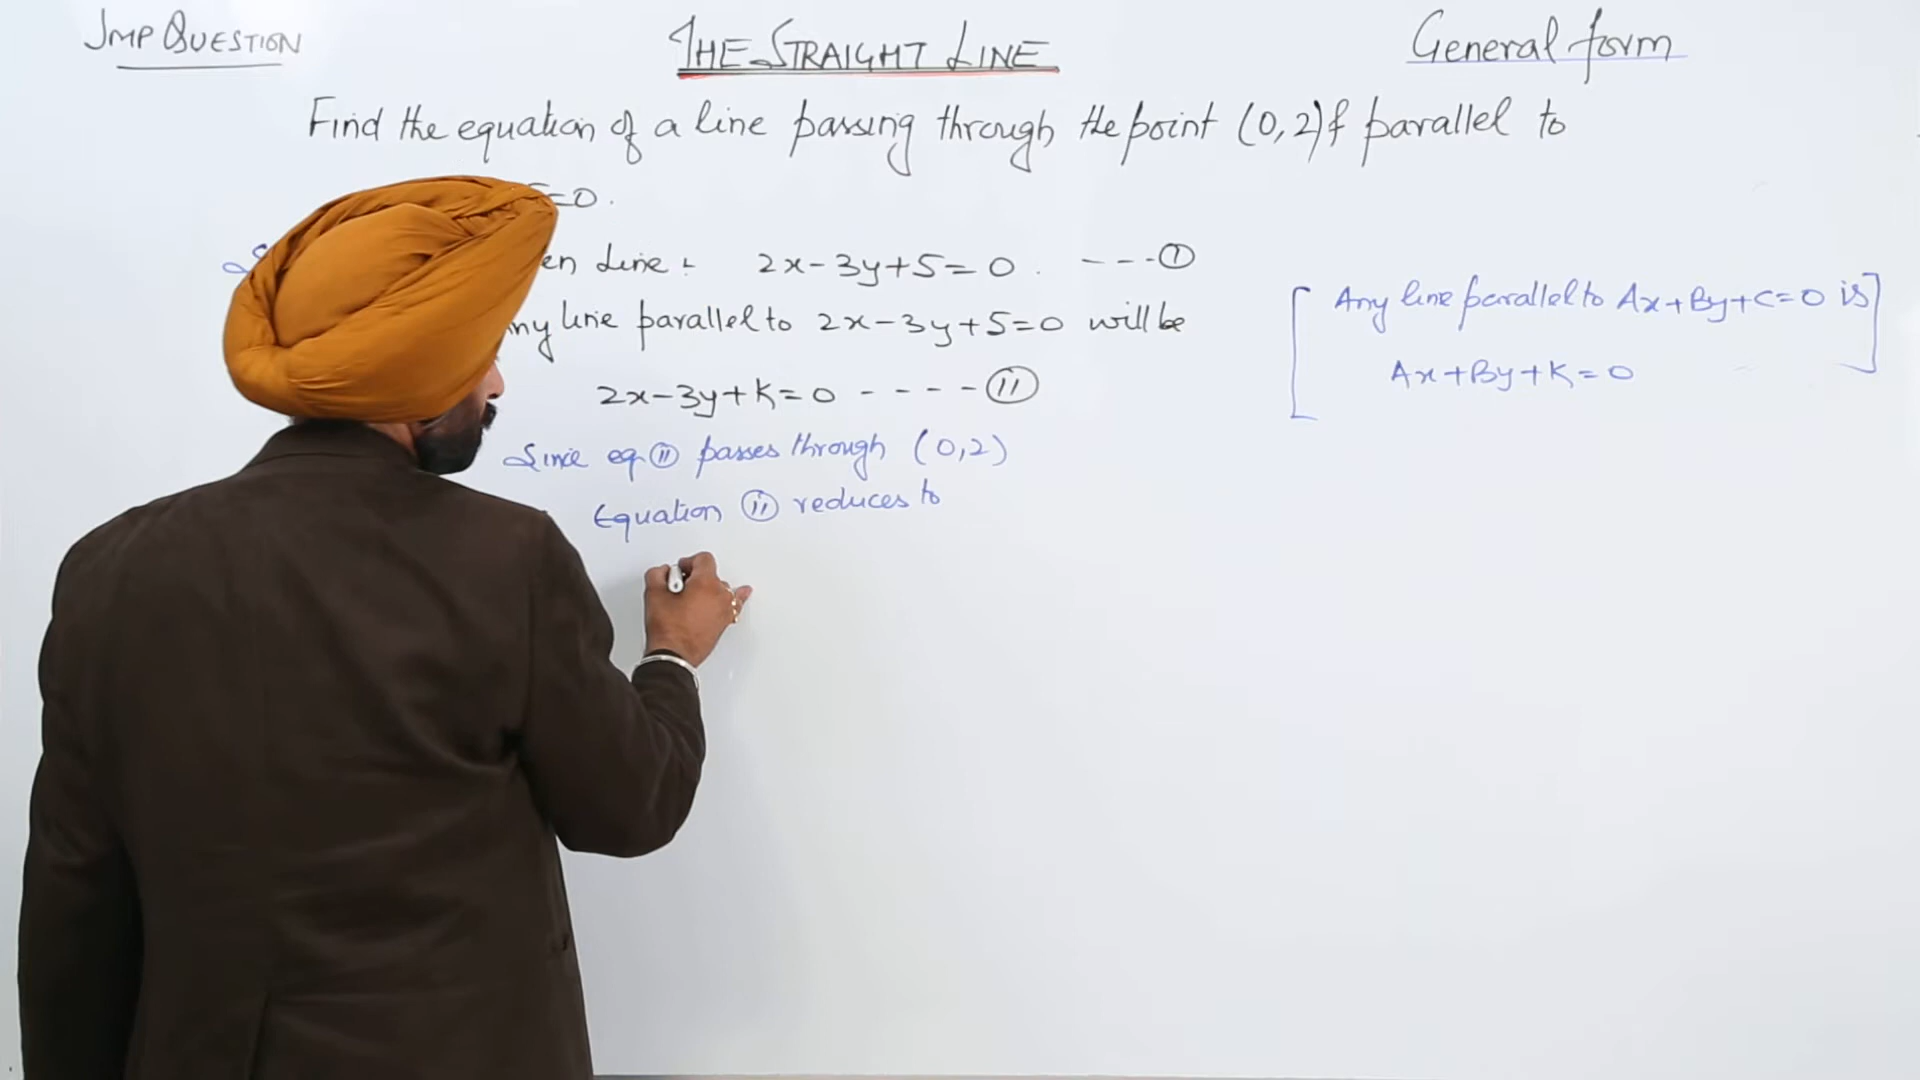 IMP QUESTION
THE STRAIGHT LINE
General form
Find the equation of a line passing through the point (0,2) & parallel to
=0.
en Line: 2x-3y+5=0. ---①
ny line parallel to 2x-3y+5=0 will be
2x-3y+K=0 ----ⅱ
Since eq ⅱ passes through (0,2)
Equation ⅱ reduces to
[Any line parallel to Ax+By+C=0 is]
Ax+By+K=0